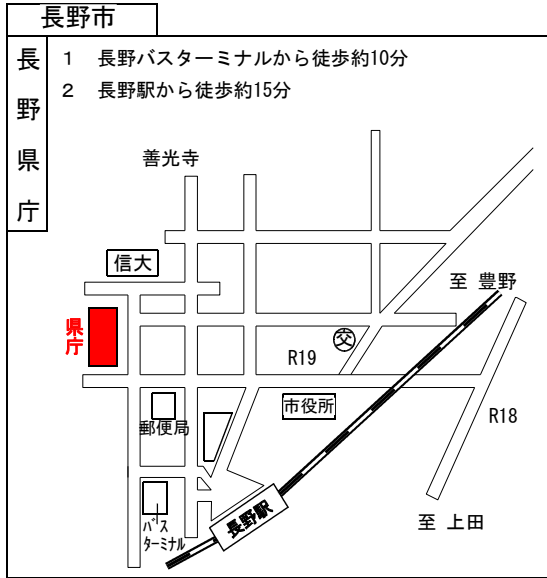 長野市
長野県庁
1 長野バスターミナルから徒歩約10分
2 長野駅から徒歩約15分
善光寺
信大
至 豊野
県庁
交
R19
市役所
郵便局
R18
長野駅
バス
ターミナル
至 上田